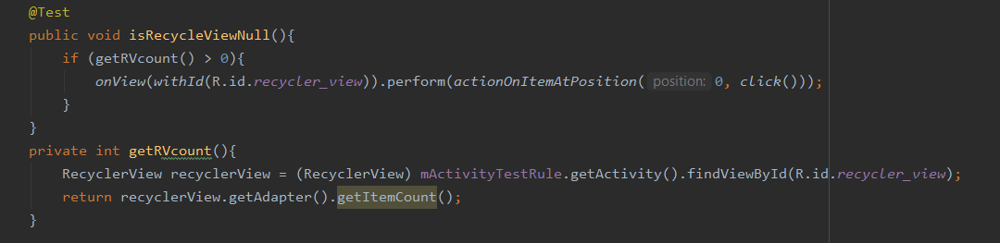 @Test
public void isRecycleViewNull(){
if (getRVcount() > 0){
onView(withId(R.id.recycler_view)).perform(actionOnItemAtPosition( position: 0, click()));
}
}
private int getRVcount(){
RecyclerView recyclerView = (RecyclerView) mActivityTestRule.getActivity().findViewById(R.id.recycler_view);
return recyclerView.getAdapter().getItemCount();
}